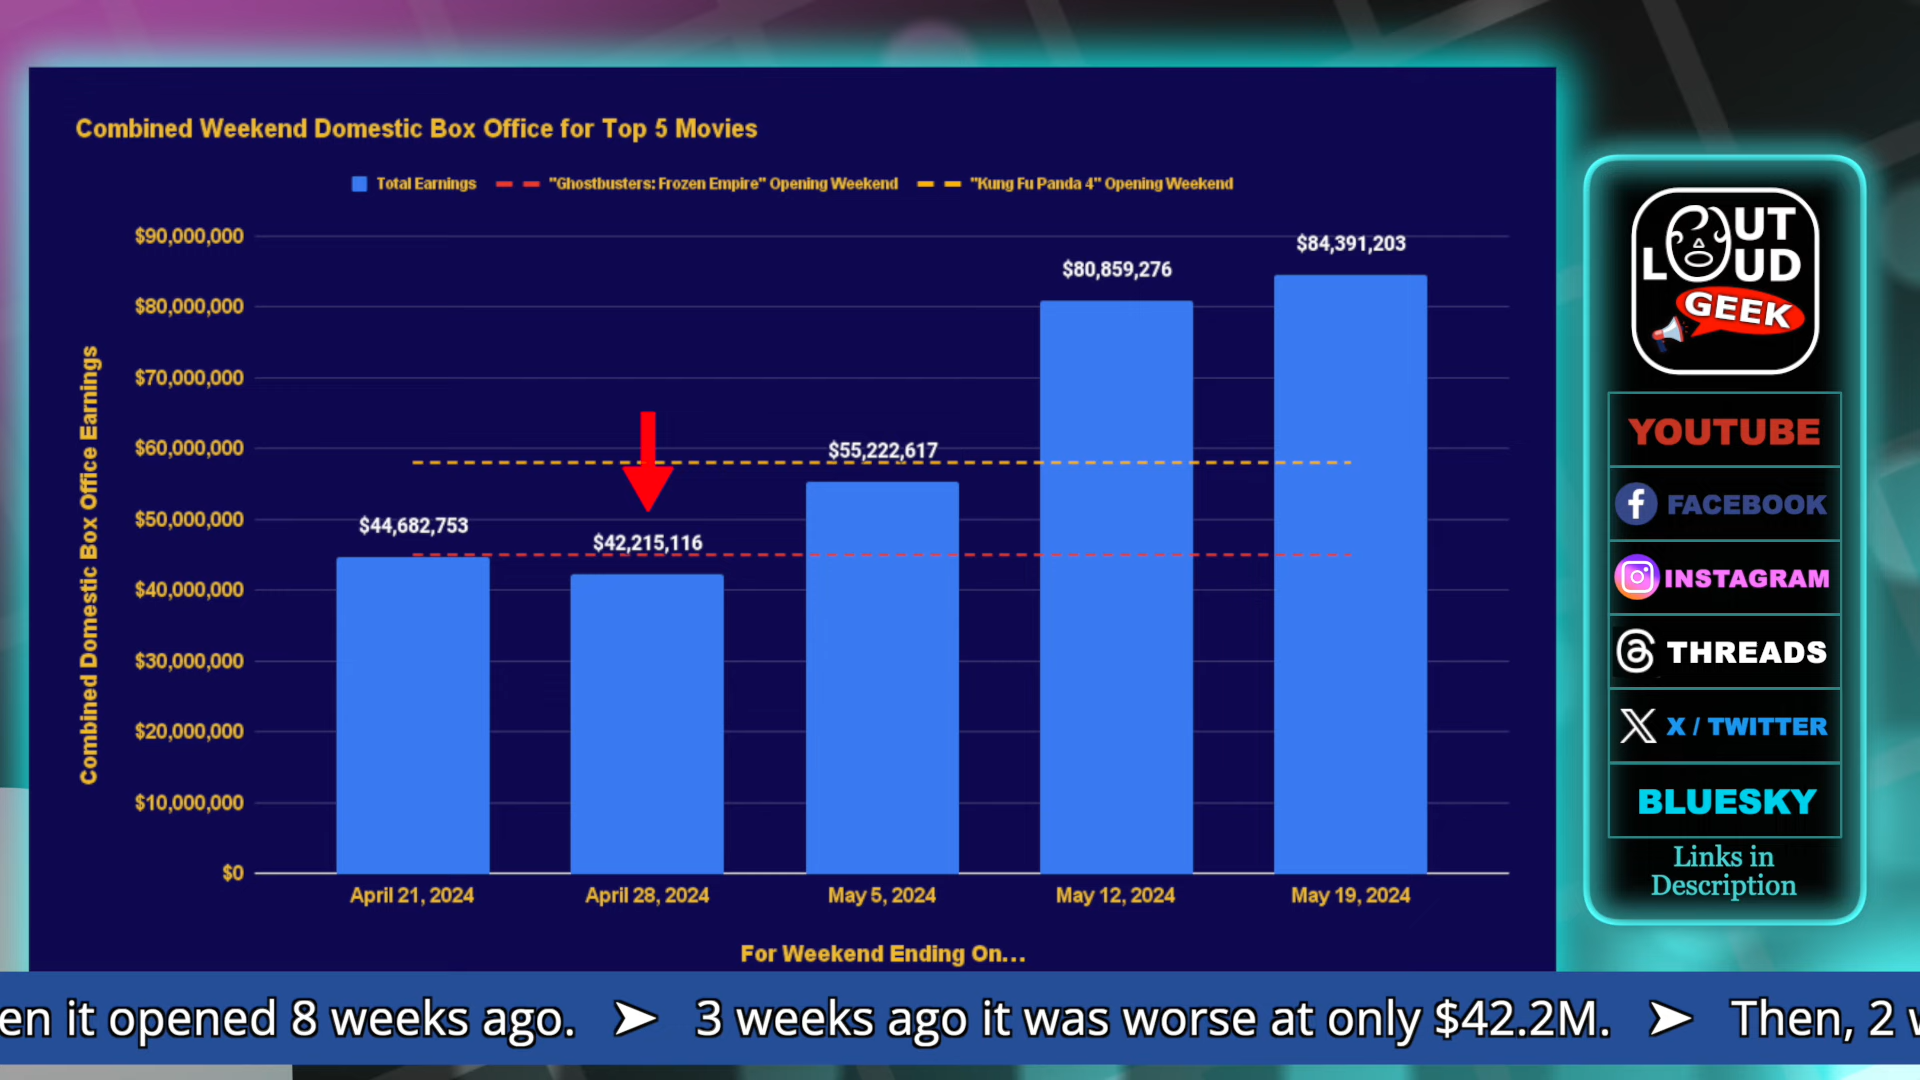 Combined Weekend Domestic Box Office for Top 5 Movies
Total Earnings
"Ghostbusters: Frozen Empire" Opening Weekend
"Kung Fu Panda 4" Opening Weekend
Combined Domestic Box Office Earnings
$90,000,000
$80,000,000
$70,000,000
$60,000,000
$50,000,000
$40,000,000
$30,000,000
$20,000,000
$10,000,000
$0
$44,682,753
$42,215,116
$55,222,617
$80,859,276
$84,391,203
April 21, 2024
April 28, 2024
May 5, 2024
May 12, 2024
May 19, 2024
For Weekend Ending On...
OUT
LOUD
GEEK
YOUTUBE
FACEBOOK
INSTAGRAM
THREADS
X / TWITTER
BLUESKY
Links in
Description
en it opened 8 weeks ago. ➤ 3 weeks ago it was worse at only $42.2M. ➤ Then, 2 w